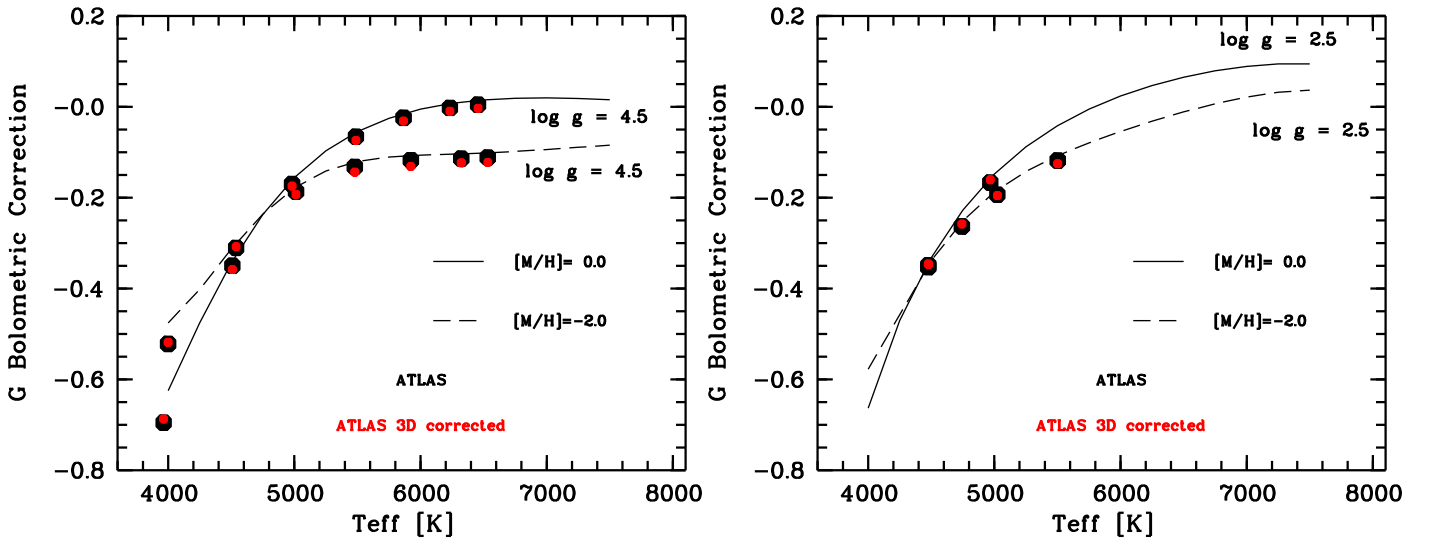 0.2
-0.0
-0.2
-0.4
-0.6
-0.8
G Bolometric Correction
log g = 4.5
log g = 4.5
[M/H]= 0.0
[M/H]=-2.0
ATLAS
ATLAS 3D corrected
4000 5000 6000 7000 8000
Teff [K]
0.2
-0.0
-0.2
-0.4
-0.6
-0.8
G Bolometric Correction
log g = 2.5
log g = 2.5
[M/H]= 0.0
[M/H]=-2.0
ATLAS
ATLAS 3D corrected
4000 5000 6000 7000 8000
Teff [K]